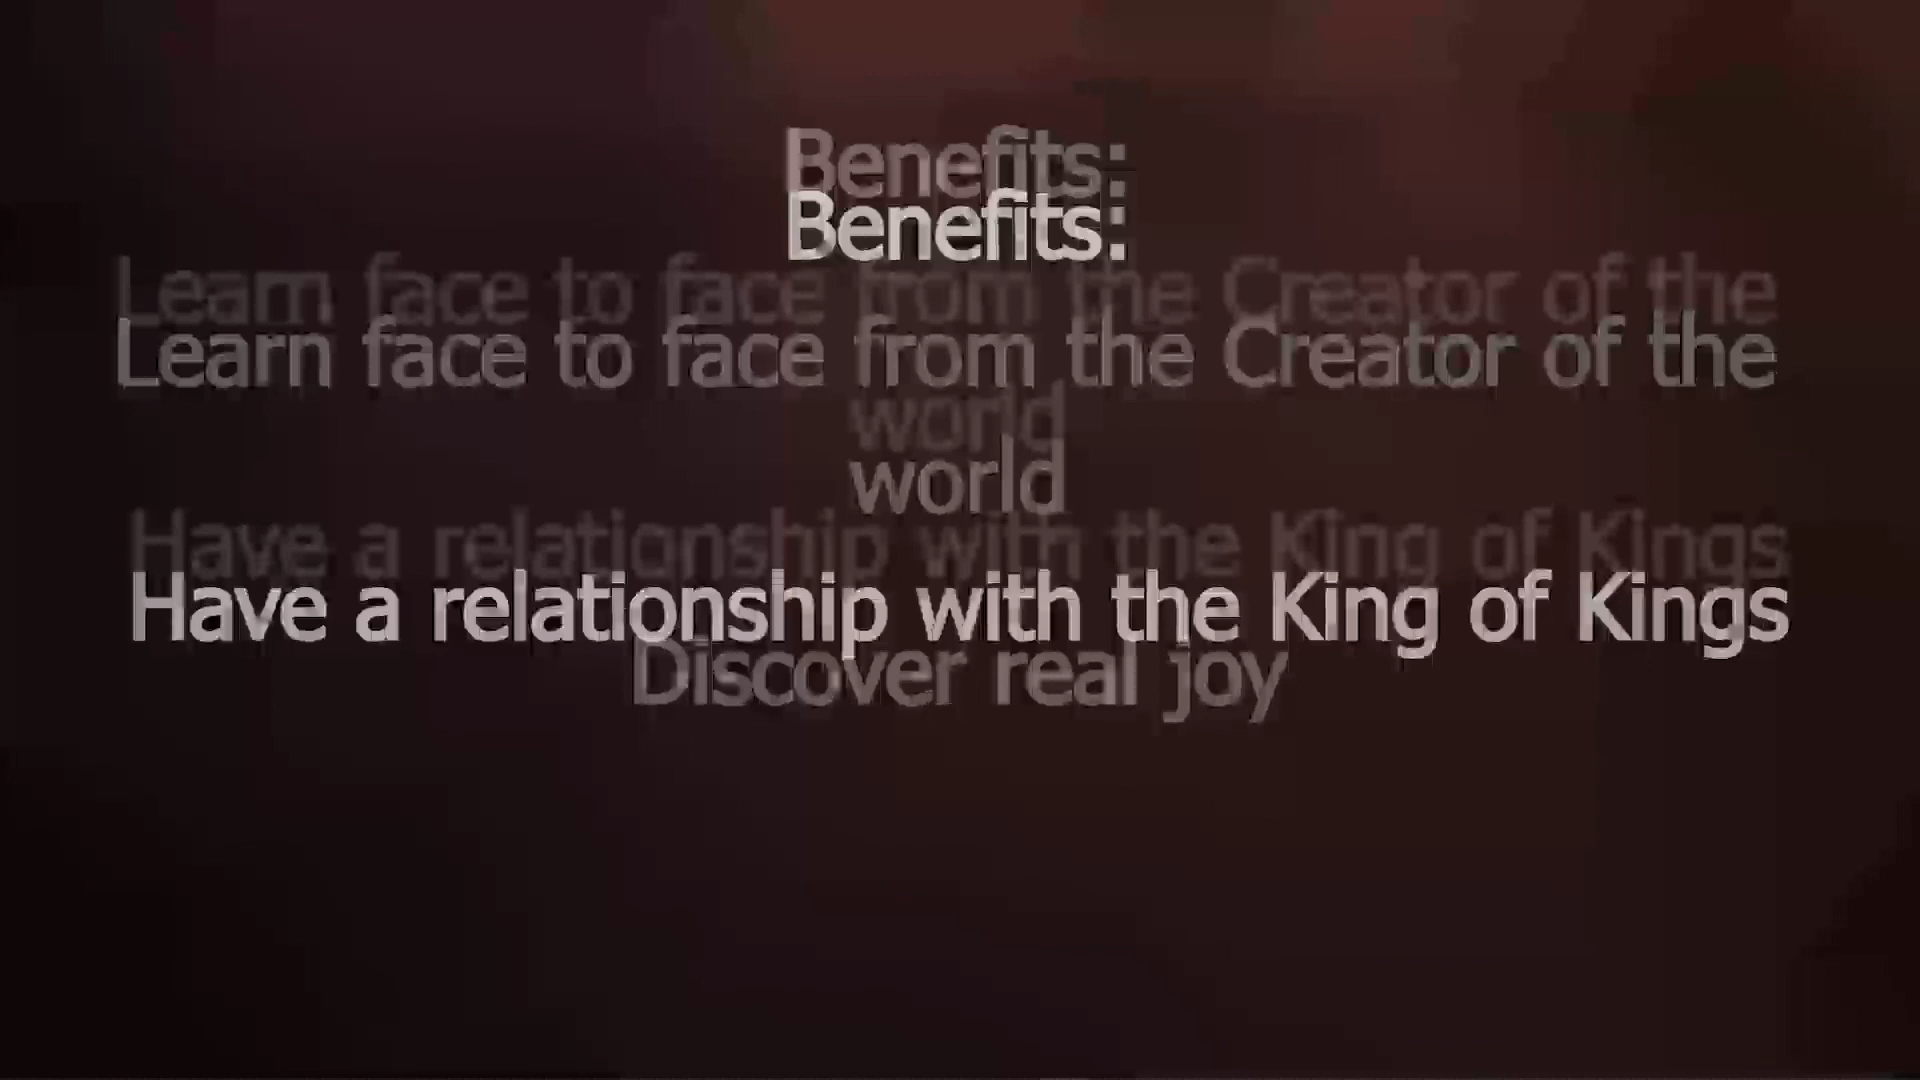 Benefits:
Benefits:
Learn face to face from the Creator of the
Learn face to face from the Creator of the
world
world
Have a relationship with the King of Kings
Have a relationship with the King of Kings
Discover real joy